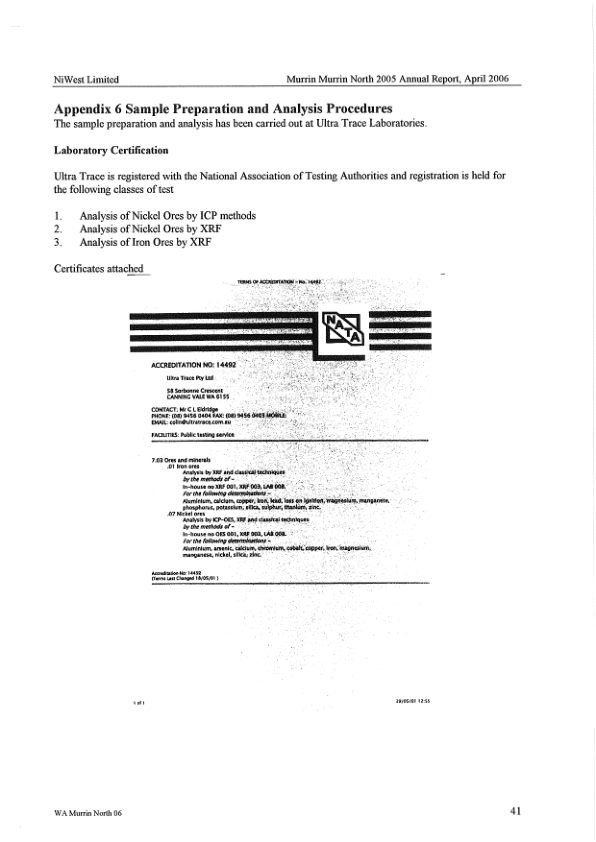 NiWest Limited Murrin Murrin North 2005 Annual Report, April 2006
Appendix 6 Sample Preparation and Analysis Procedures
The sample preparation and analysis has been carried out at Ultra Trace Laboratories.
Laboratory Certification
Ultra Trace is registered with the National Association of Testing Authorities and registration is held for
the following classes of test
1. Analysis of Nickel Ores by ICP methods
2. Analysis of Nickel Ores by XRF
3. Analysis of Iron Ores by XRF
Certificates attached
TERMS OF ACCREDITATION - No. 14492
NATA
ACCREDITATION NO: 14492
Ultra Trace Pty Ltd
58 Sorbonne Crescent
CANNING VALE WA 6155
CONTACT: Mr C L Eldridge
PHONE: (08) 9456 0404 FAX: (08) 9456 0403 MOBILE:
EMAIL: colin@ultratrace.com.au
FACILITIES: Public testing service
7.03 Ores and minerals
.01 Iron ores
Analysis by XRF and classical techniques
by the methods of -
In-house no XRF 001, XRF 003, LAB 008.
For the following determinations -
Aluminium, calcium, copper, iron, lead, loss on ignition, magnesium, manganese,
phosphorus, potassium, silica, sulphur, titanium, zinc.
.07 Nickel ores
Analysis by ICP-OES, XRF and classical techniques
by the methods of -
In-house no OES 001, XRF 003, LAB 008.
For the following determinations -
Aluminium, arsenic, calcium, chromium, cobalt, copper, iron, magnesium,
manganese, nickel, silica, zinc.
Accreditation No: 14492
(Terms Last Changed 18/05/01 )
1 of 1 29/05/01 12:55
WA Murrin North 06 41